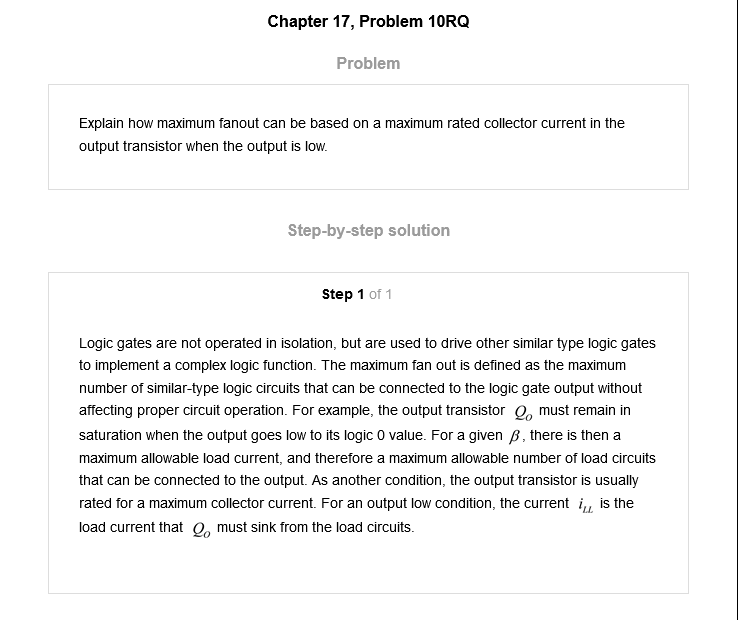 Chapter 17, Problem 10RQ
Problem
Explain how maximum fanout can be based on a maximum rated collector current in the
output transistor when the output is low.
Step-by-step solution
Step 1 of 1
Logic gates are not operated in isolation, but are used to drive other similar type logic gates
to implement a complex logic function. The maximum fan out is defined as the maximum
number of similar-type logic circuits that can be connected to the logic gate output without
affecting proper circuit operation. For example, the output transistor Qₒ must remain in
saturation when the output goes low to its logic 0 value. For a given β, there is then a
maximum allowable load current, and therefore a maximum allowable number of load circuits
that can be connected to the output. As another condition, the output transistor is usually
rated for a maximum collector current. For an output low condition, the current i_LL is the
load current that Qₒ must sink from the load circuits.